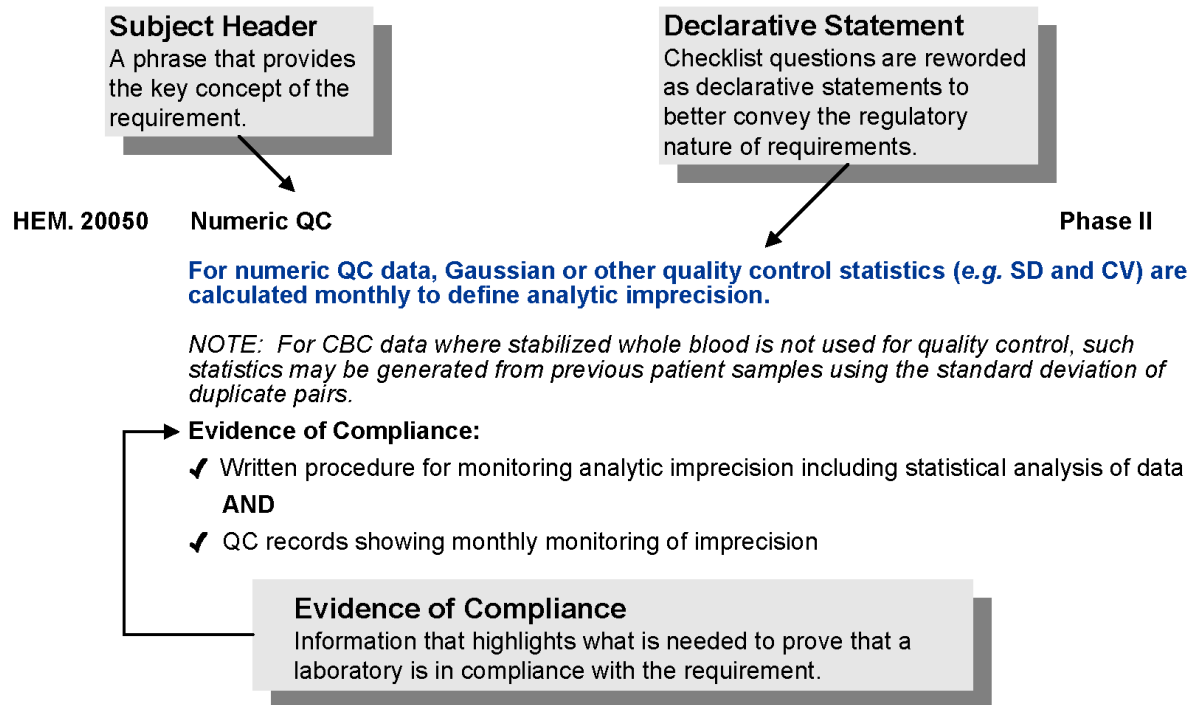 Subject Header
A phrase that provides
the key concept of the
requirement.
Declarative Statement
Checklist questions are reworded
as declarative statements to
better convey the regulatory
nature of requirements.
HEM. 20050 Numeric QC Phase II
For numeric QC data, Gaussian or other quality control statistics (e.g. SD and CV) are
calculated monthly to define analytic imprecision.
NOTE: For CBC data where stabilized whole blood is not used for quality control, such
statistics may be generated from previous patient samples using the standard deviation of
duplicate pairs.
Evidence of Compliance:
✓ Written procedure for monitoring analytic imprecision including statistical analysis of data
AND
✓ QC records showing monthly monitoring of imprecision
Evidence of Compliance
Information that highlights what is needed to prove that a
laboratory is in compliance with the requirement.